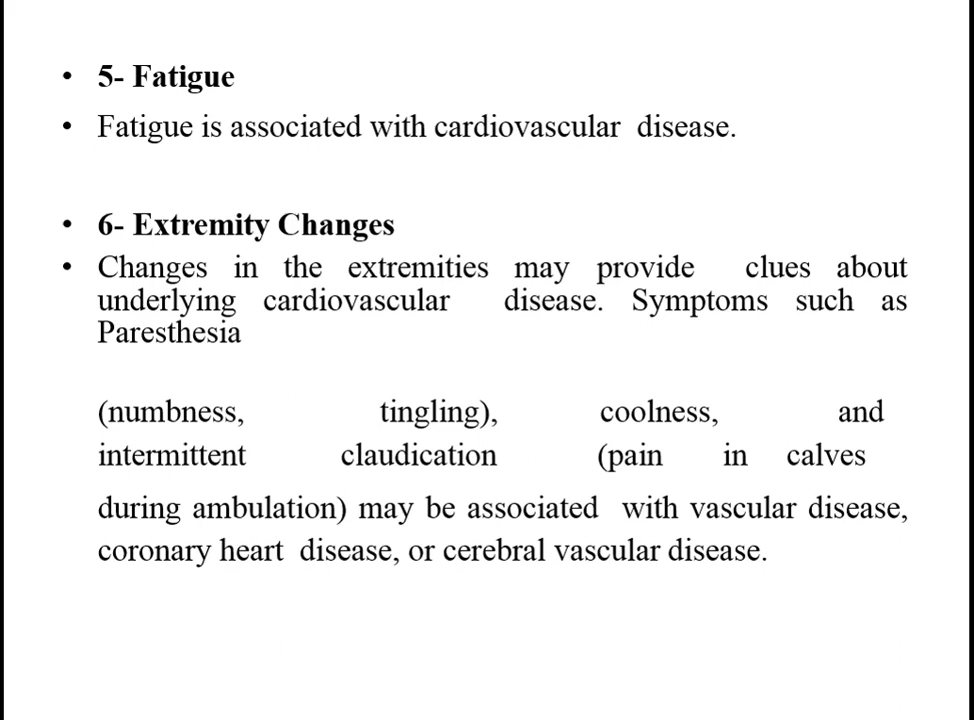 • 5- Fatigue
• Fatigue is associated with cardiovascular disease.
• 6- Extremity Changes
• Changes in the extremities may provide clues about
underlying cardiovascular disease. Symptoms such as
Paresthesia
(numbness, tingling), coolness, and
intermittent claudication (pain in calves
during ambulation) may be associated with vascular disease,
coronary heart disease, or cerebral vascular disease.